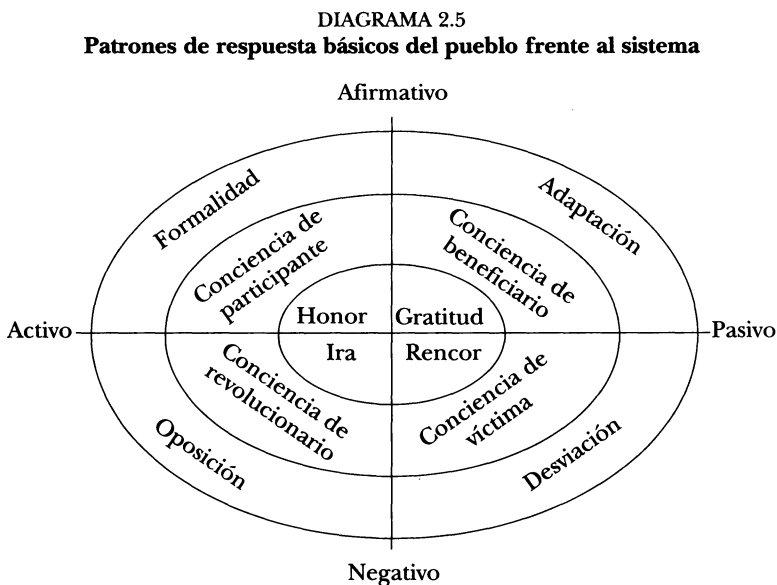 DIAGRAMA 2.5
Patrones de respuesta básicos del pueblo frente al sistema
Afirmativo
Formalidad
Adaptación
Conciencia de
participante
Conciencia de
beneficiario
Honor
Gratitud
Activo
Pasivo
Ira
Rencor
Conciencia de
revolucionario
Conciencia de
víctima
Oposición
Desviación
Negativo